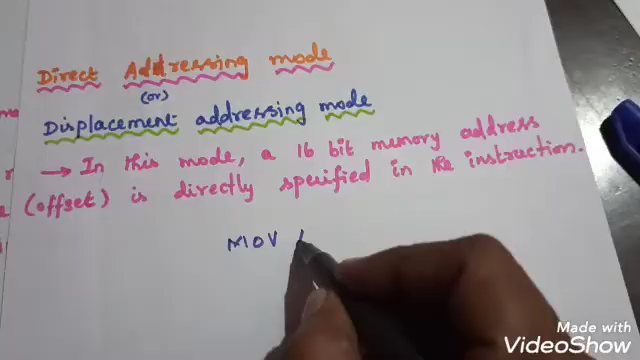 Direct Addressing mode
(or)
Displacement addressing mode
→ In this mode, a 16 bit memory address
(offset) is directly specified in the instruction.
MOV
Made with
VideoShow